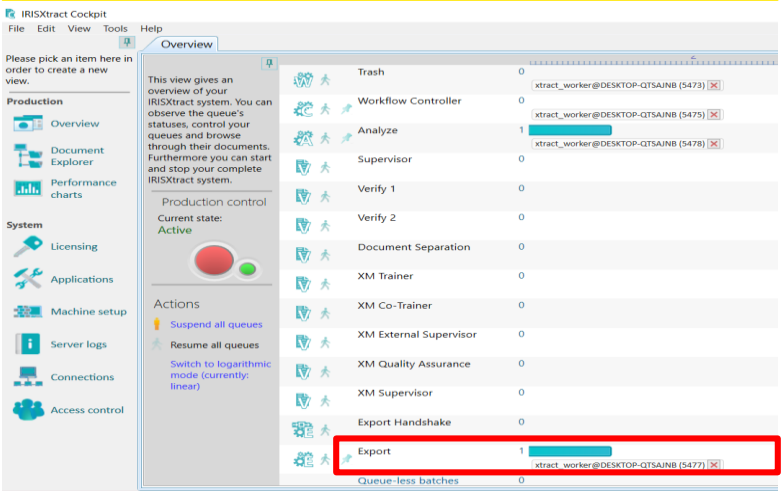 IRISXtract Cockpit
File Edit View Tools Help
Please pick an item here in
order to create a new
view.
Production
Overview
Document
Explorer
Performance
charts
System
Licensing
Applications
Machine setup
Server logs
Connections
Access control
Overview
This view gives an
overview of your
IRISXtract system. You can
observe the queue's
statuses, control your
queues and browse
through their documents.
Furthermore you can start
and stop your complete
IRISXtract system.
Production control
Current state:
Active
Actions
Suspend all queues
Resume all queues
Switch to logarithmic
mode (currently:
linear)
2
Trash 0
xtract_worker@DESKTOP-QTSAJNB (5473)
Workflow Controller 0
xtract_worker@DESKTOP-QTSAJNB (5475)
Analyze 1
xtract_worker@DESKTOP-QTSAJNB (5478)
Supervisor 0
Verify 1 0
Verify 2 0
Document Separation 0
XM Trainer 0
XM Co-Trainer 0
XM External Supervisor 0
XM Quality Assurance 0
XM Supervisor 0
Export Handshake 0
Export 1
xtract_worker@DESKTOP-QTSAJNB (5477)
Queue-less batches 0